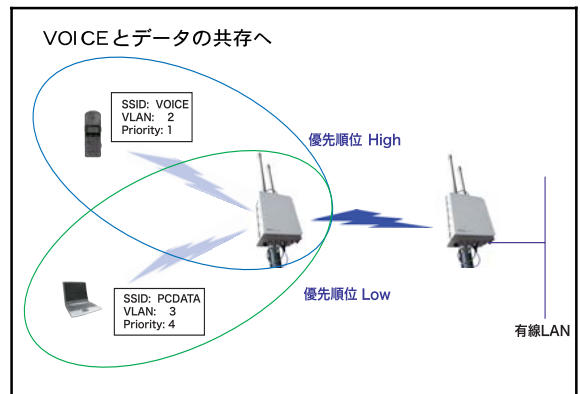 VOICEとデータの共存へ
SSID: VOICE
VLAN: 2
Priority: 1
優先順位 High
SSID: PCDATA
VLAN: 3
Priority: 4
優先順位 Low
有線LAN